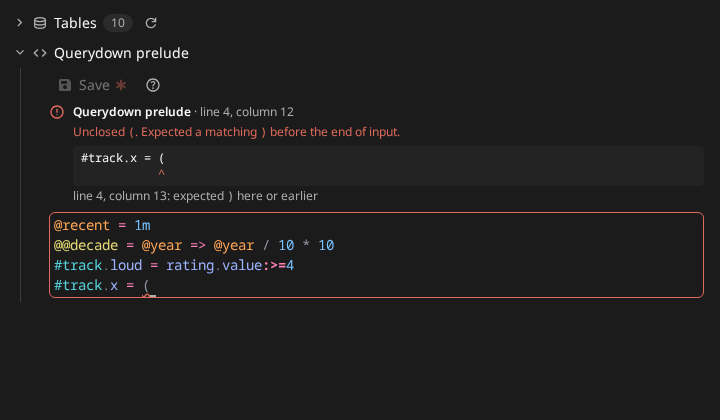 Tables 10
Querydown prelude
Save *
Querydown prelude · line 4, column 12
Unclosed (. Expected a matching ) before the end of input.
#track.x = (
^
line 4, column 13: expected ) here or earlier
@recent = 1m
@@decade = @year => @year / 10 * 10
#track.loud = rating.value:>=4
#track.x = (